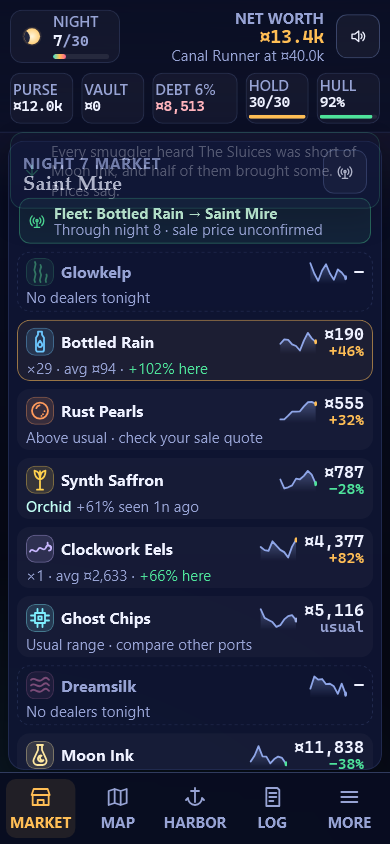 NIGHT
7/30
NET WORTH
¤13.4k
Canal Runner at ¤40.0k
PURSE
¤12.0k
VAULT
¤0
DEBT 6%
¤8,513
HOLD
30/30
HULL
92%
Every smuggler heard The Sluices was short of
Moon Ink, and half of them brought some.
Prices sag.
NIGHT 7 MARKET
Saint Mire
Fleet: Bottled Rain → Saint Mire
Through night 8 · sale price unconfirmed
Glowkelp
–
No dealers tonight
Bottled Rain
¤190
+46%
×29 · avg ¤94 · +102% here
Rust Pearls
¤555
+32%
Above usual · check your sale quote
Synth Saffron
¤787
−28%
Orchid +61% seen 1n ago
Clockwork Eels
¤4,377
+82%
×1 · avg ¤2,633 · +66% here
Ghost Chips
¤5,116
usual
Usual range · compare other ports
Dreamsilk
–
No dealers tonight
Moon Ink
¤11,838
−38%
MARKET
MAP
HARBOR
LOG
MORE